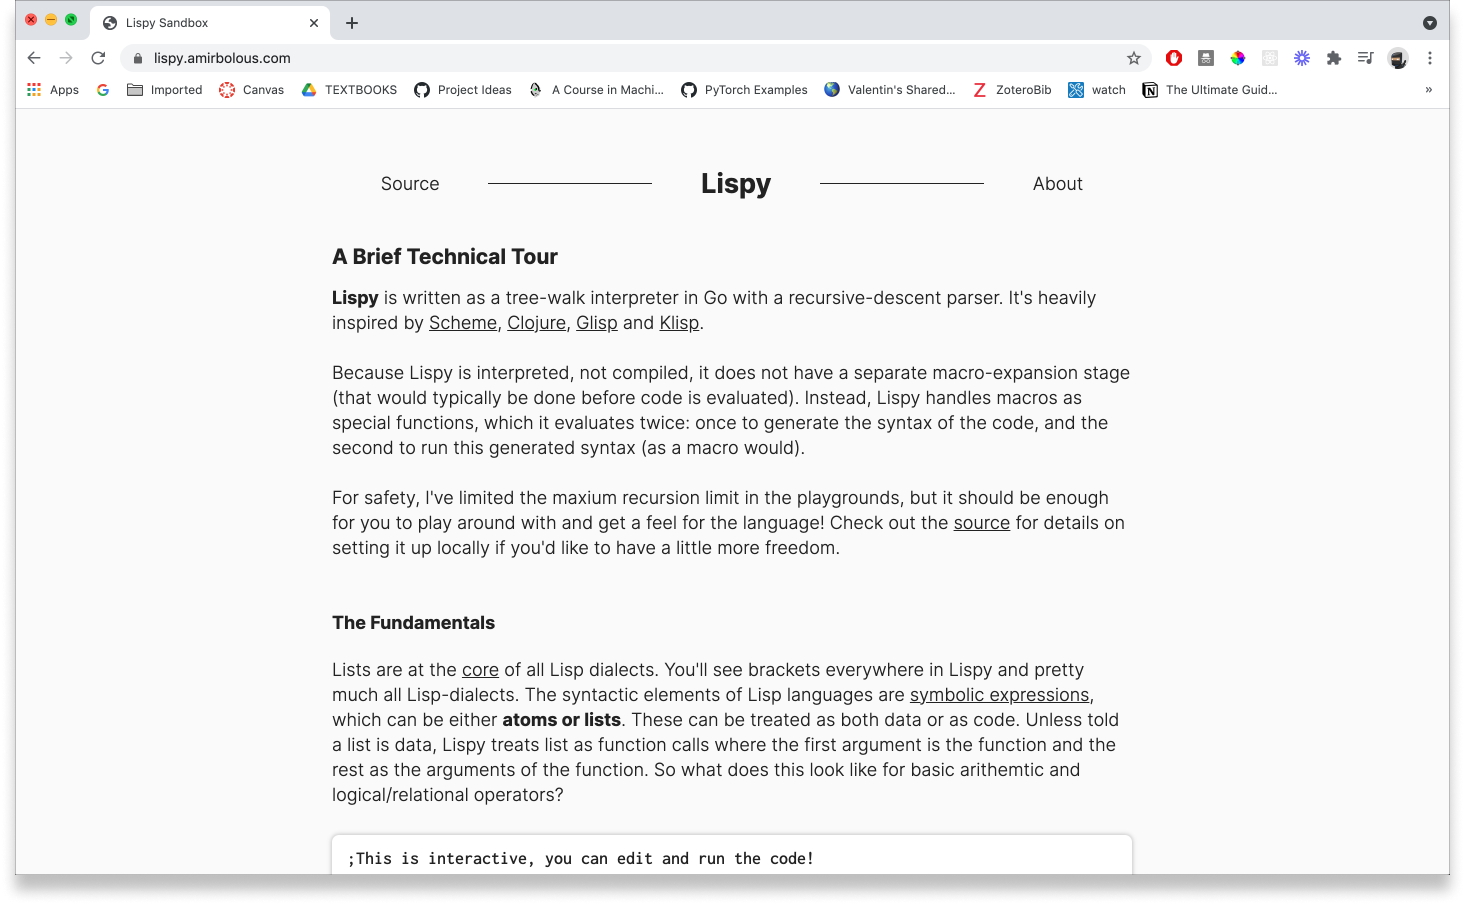 Lispy Sandbox
lispy.amirbolous.com
Apps Imported Canvas TEXTBOOKS Project Ideas A Course in Machi... PyTorch Examples Valentin's Shared... ZoteroBib watch The Ultimate Guid... »
Source Lispy About
A Brief Technical Tour
Lispy is written as a tree-walk interpreter in Go with a recursive-descent parser. It's heavily
inspired by Scheme, Clojure, Glisp and Klisp.
Because Lispy is interpreted, not compiled, it does not have a separate macro-expansion stage
(that would typically be done before code is evaluated). Instead, Lispy handles macros as
special functions, which it evaluates twice: once to generate the syntax of the code, and the
second to run this generated syntax (as a macro would).
For safety, I've limited the maxium recursion limit in the playgrounds, but it should be enough
for you to play around with and get a feel for the language! Check out the source for details on
setting it up locally if you'd like to have a little more freedom.
The Fundamentals
Lists are at the core of all Lisp dialects. You'll see brackets everywhere in Lispy and pretty
much all Lisp-dialects. The syntactic elements of Lisp languages are symbolic expressions,
which can be either atoms or lists. These can be treated as both data or as code. Unless told
a list is data, Lispy treats list as function calls where the first argument is the function and the
rest as the arguments of the function. So what does this look like for basic arithemtic and
logical/relational operators?
;This is interactive, you can edit and run the code!